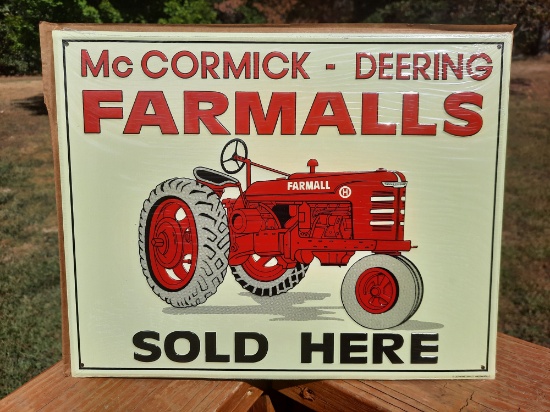 McCORMICK - DEERING
FARMALLS
FARMALL H
SOLD HERE